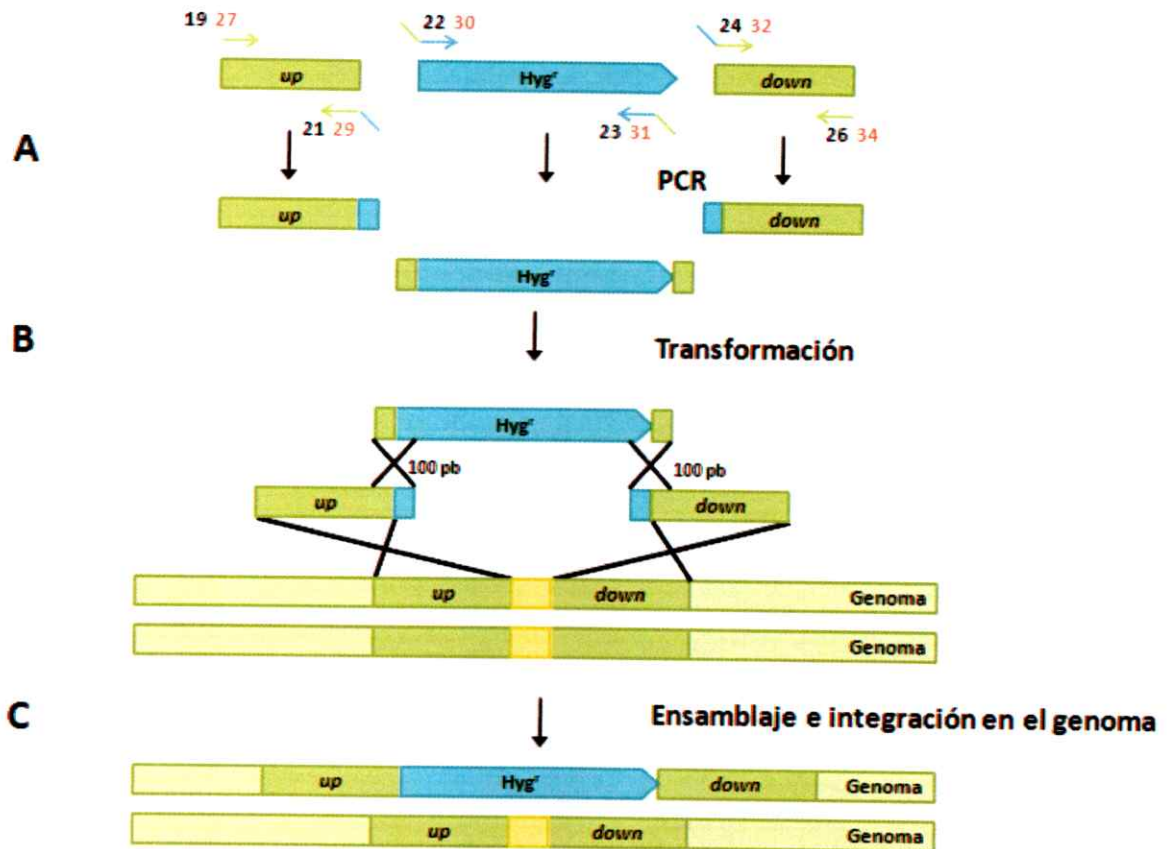 19 27
22 30
24 32
up
Hygʳ
down
21 29
23 31
26 34
A
PCR
up
down
Hygʳ
B
Transformación
Hygʳ
100 pb
100 pb
up
down
up
down
Genoma
Genoma
C
Ensamblaje e integración en el genoma
up
Hygʳ
down
Genoma
up
down
Genoma